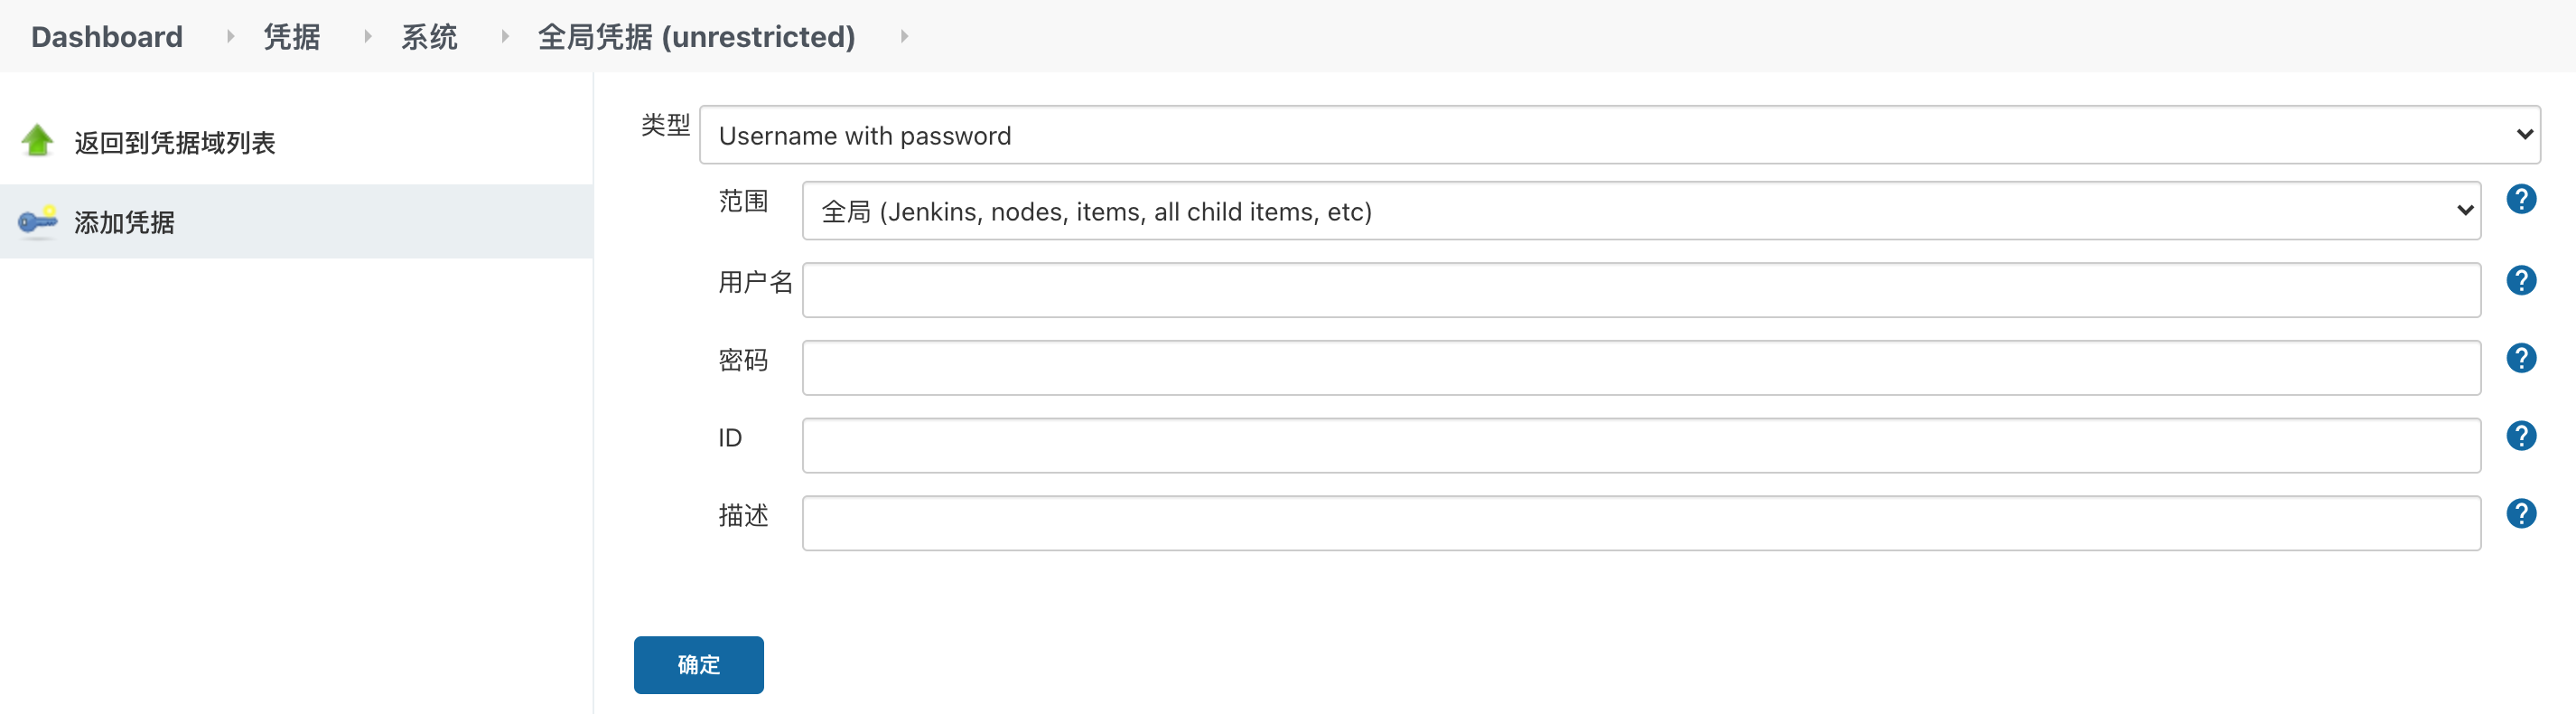 Dashboard 凭据 系统 全局凭据 (unrestricted)
返回到凭据域列表
添加凭据
类型 Username with password
范围 全局 (Jenkins, nodes, items, all child items, etc)
用户名
密码
ID
描述
确定